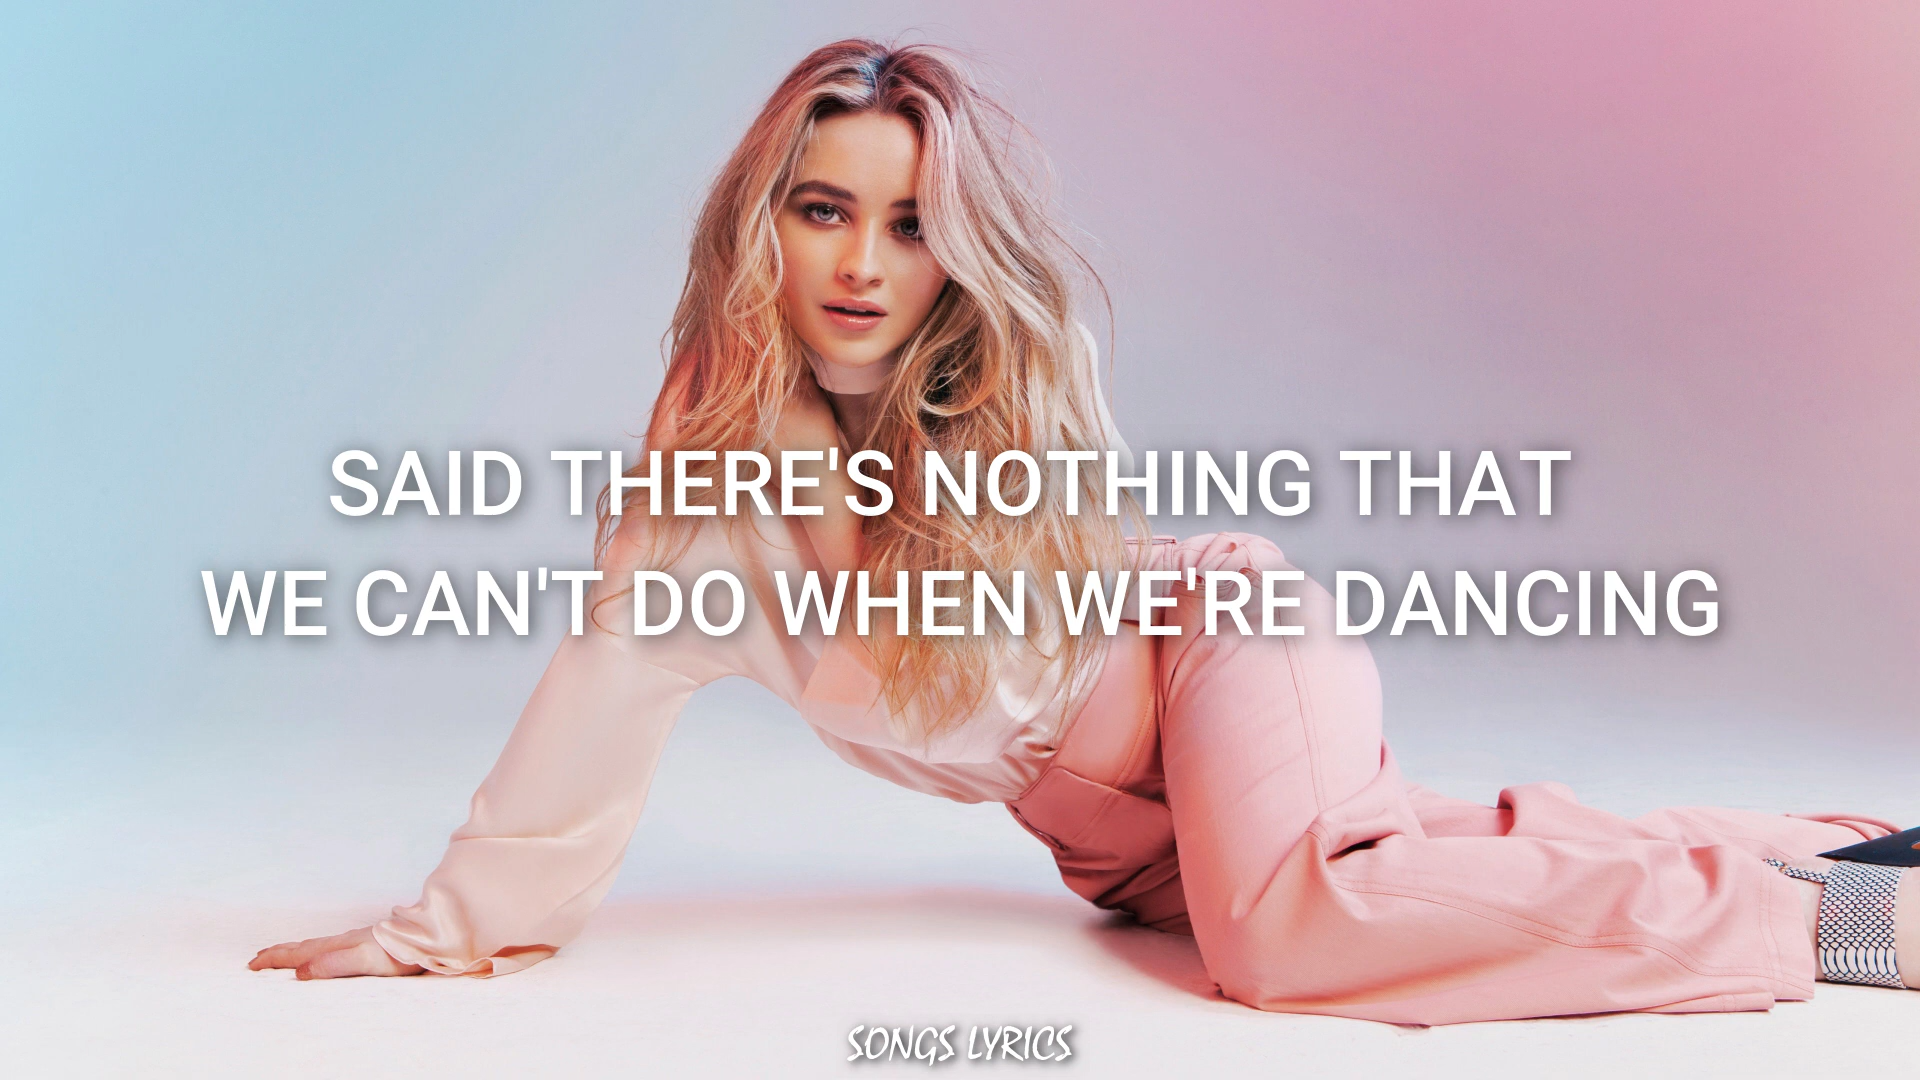 SAID THERE'S NOTHING THAT
WE CAN'T DO WHEN WE'RE DANCING
SONGS LYRICS